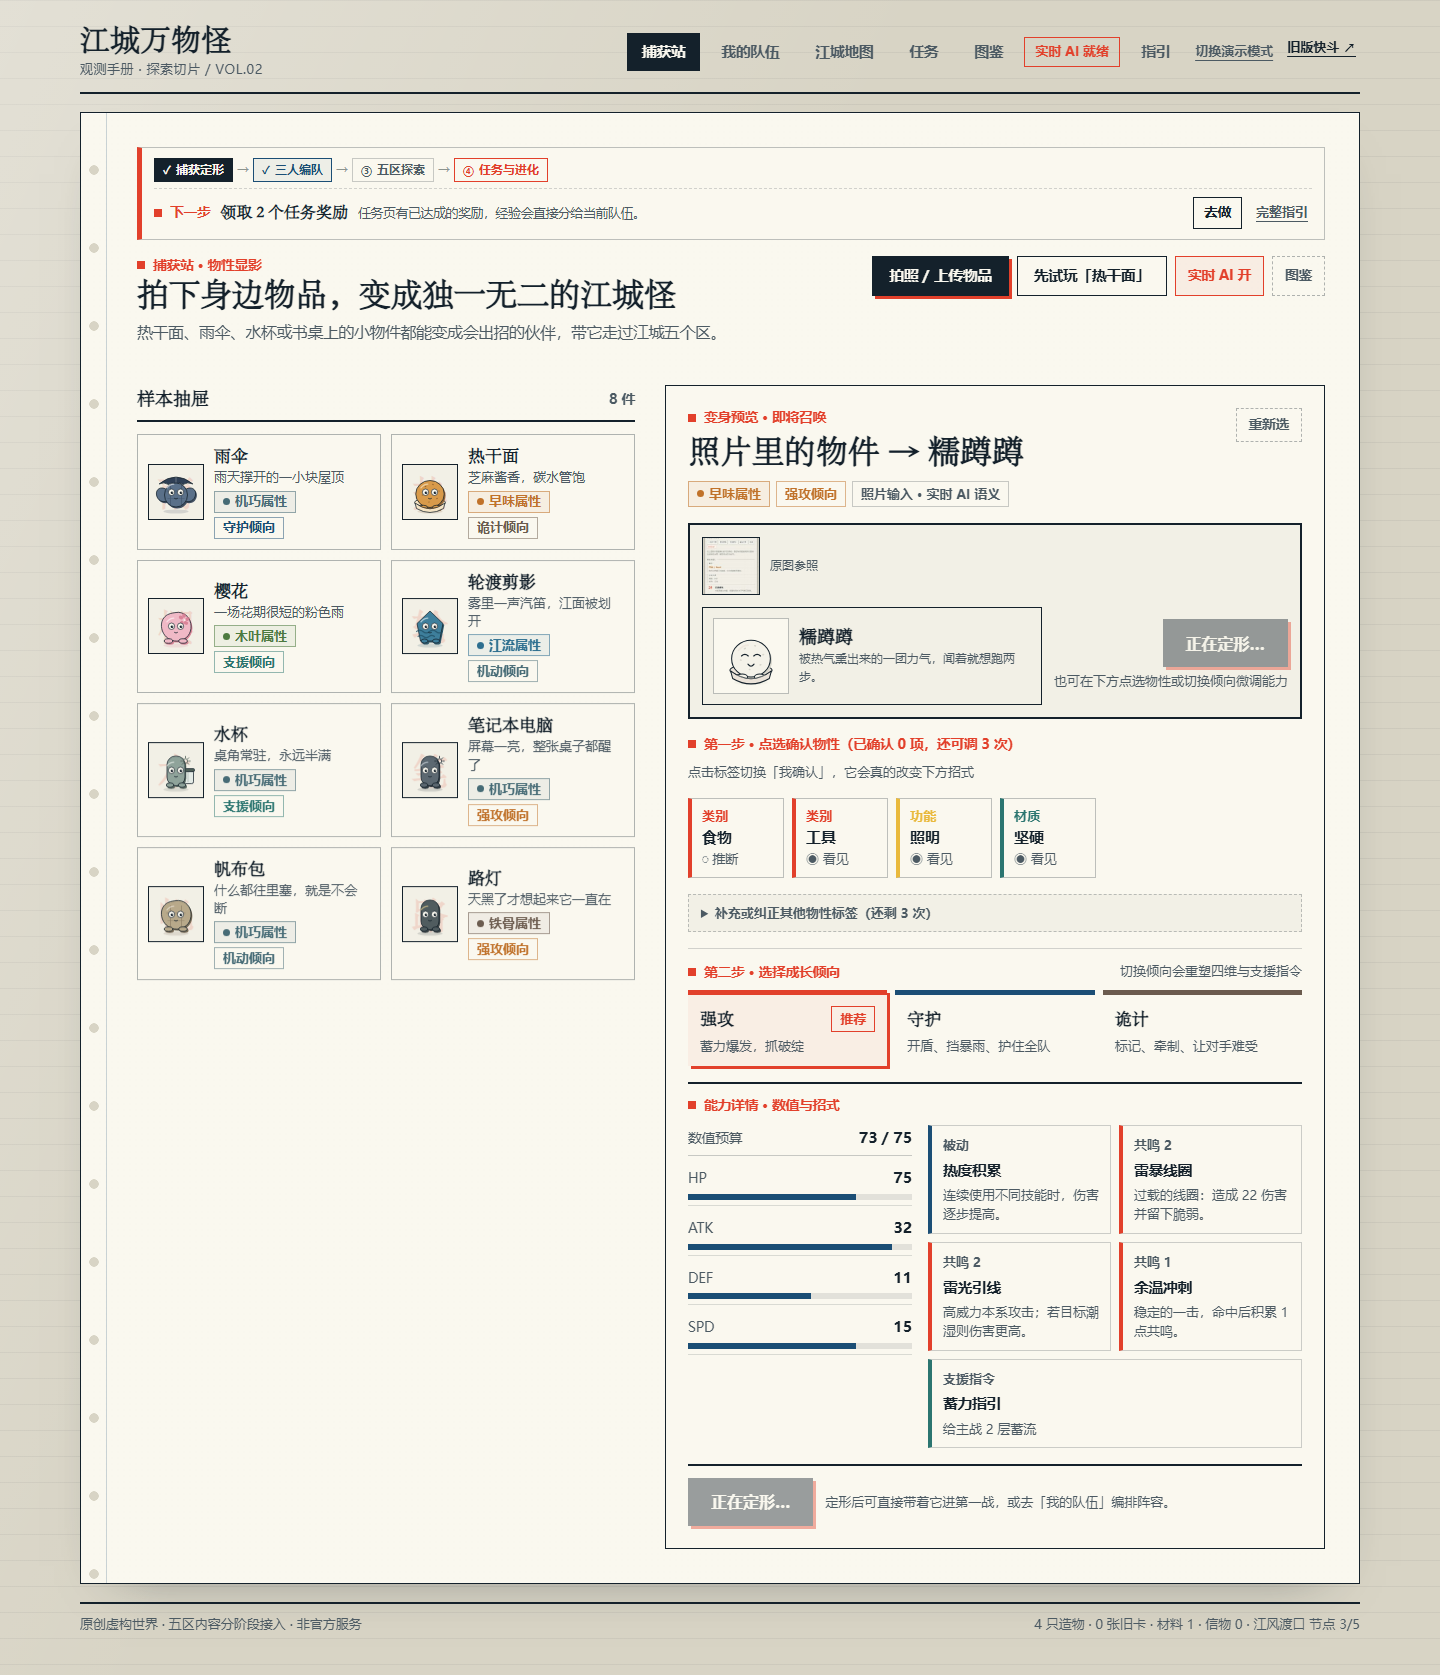 江城万物怪
观测手册 · 探索切片 / VOL.02
捕获站
我的队伍
江城地图
任务
图鉴
实时 AI 就绪
指引
切换演示模式
旧版快斗 ↗
✓ 捕获定形 → ✓ 三人编队 → ③ 五区探索 → ④ 任务与进化
下一步 领取 2 个任务奖励 任务页有已达成的奖励，经验会直接分给当前队伍。
去做
完整指引
捕获站 • 物性显影
拍下身边物品，变成独一无二的江城怪
热干面、雨伞、水杯或书桌上的小物件都能变成会出招的伙伴，带它走过江城五个区。
拍照 / 上传物品
先试玩「热干面」
实时 AI 开
图鉴
样本抽屉
8 件
雨伞
雨天撑开的一小块屋顶
机巧属性
守护倾向
热干面
芝麻酱香，碳水管饱
早味属性
诡计倾向
樱花
一场花期很短的粉色雨
木叶属性
支援倾向
轮渡剪影
雾里一声汽笛，江面被划
开
江流属性
机动倾向
水杯
桌角常驻，永远半满
机巧属性
支援倾向
笔记本电脑
屏幕一亮，整张桌子都醒
了
机巧属性
强攻倾向
帆布包
什么都往里塞，就是不会
断
机巧属性
机动倾向
路灯
天黑了才想起来它一直在
铁骨属性
强攻倾向
变身预览 • 即将召唤
照片里的物件 → 糯蹲蹲
重新选
早味属性
强攻倾向
照片输入 • 实时 AI 语义
原图参照
糯蹲蹲
被热气熏出来的一团力气，闻着就想跑两
步。
正在定形…
也可在下方点选物性或切换倾向微调能力
第一步 • 点选确认物性（已确认 0 项，还可调 3 次）
点击标签切换「我确认」，它会真的改变下方招式
类别
食物
○ 推断
类别
工具
◉ 看见
功能
照明
◉ 看见
材质
坚硬
◉ 看见
▶ 补充或纠正其他物性标签（还剩 3 次）
第二步 • 选择成长倾向
切换倾向会重塑四维与支援指令
强攻
推荐
蓄力爆发，抓破绽
守护
开盾、挡暴雨、护住全队
诡计
标记、牵制、让对手难受
能力详情 • 数值与招式
数值预算 73 / 75
HP 75
ATK 32
DEF 11
SPD 15
被动
热度积累
连续使用不同技能时，伤害
逐步提高。
共鸣 2
雷暴线圈
过载的线圈：造成 22 伤害
并留下脆弱。
共鸣 2
雷光引线
高威力本系攻击；若目标潮
湿则伤害更高。
共鸣 1
余温冲刺
稳定的一击，命中后积累 1
点共鸣。
支援指令
蓄力指引
给主战 2 层蓄流
正在定形…
定形后可直接带着它进第一战，或去「我的队伍」编排阵容。
原创虚构世界 · 五区内容分阶段接入 · 非官方服务
4 只造物 · 0 张旧卡 · 材料 1 · 信物 0 · 江风渡口 节点 3/5